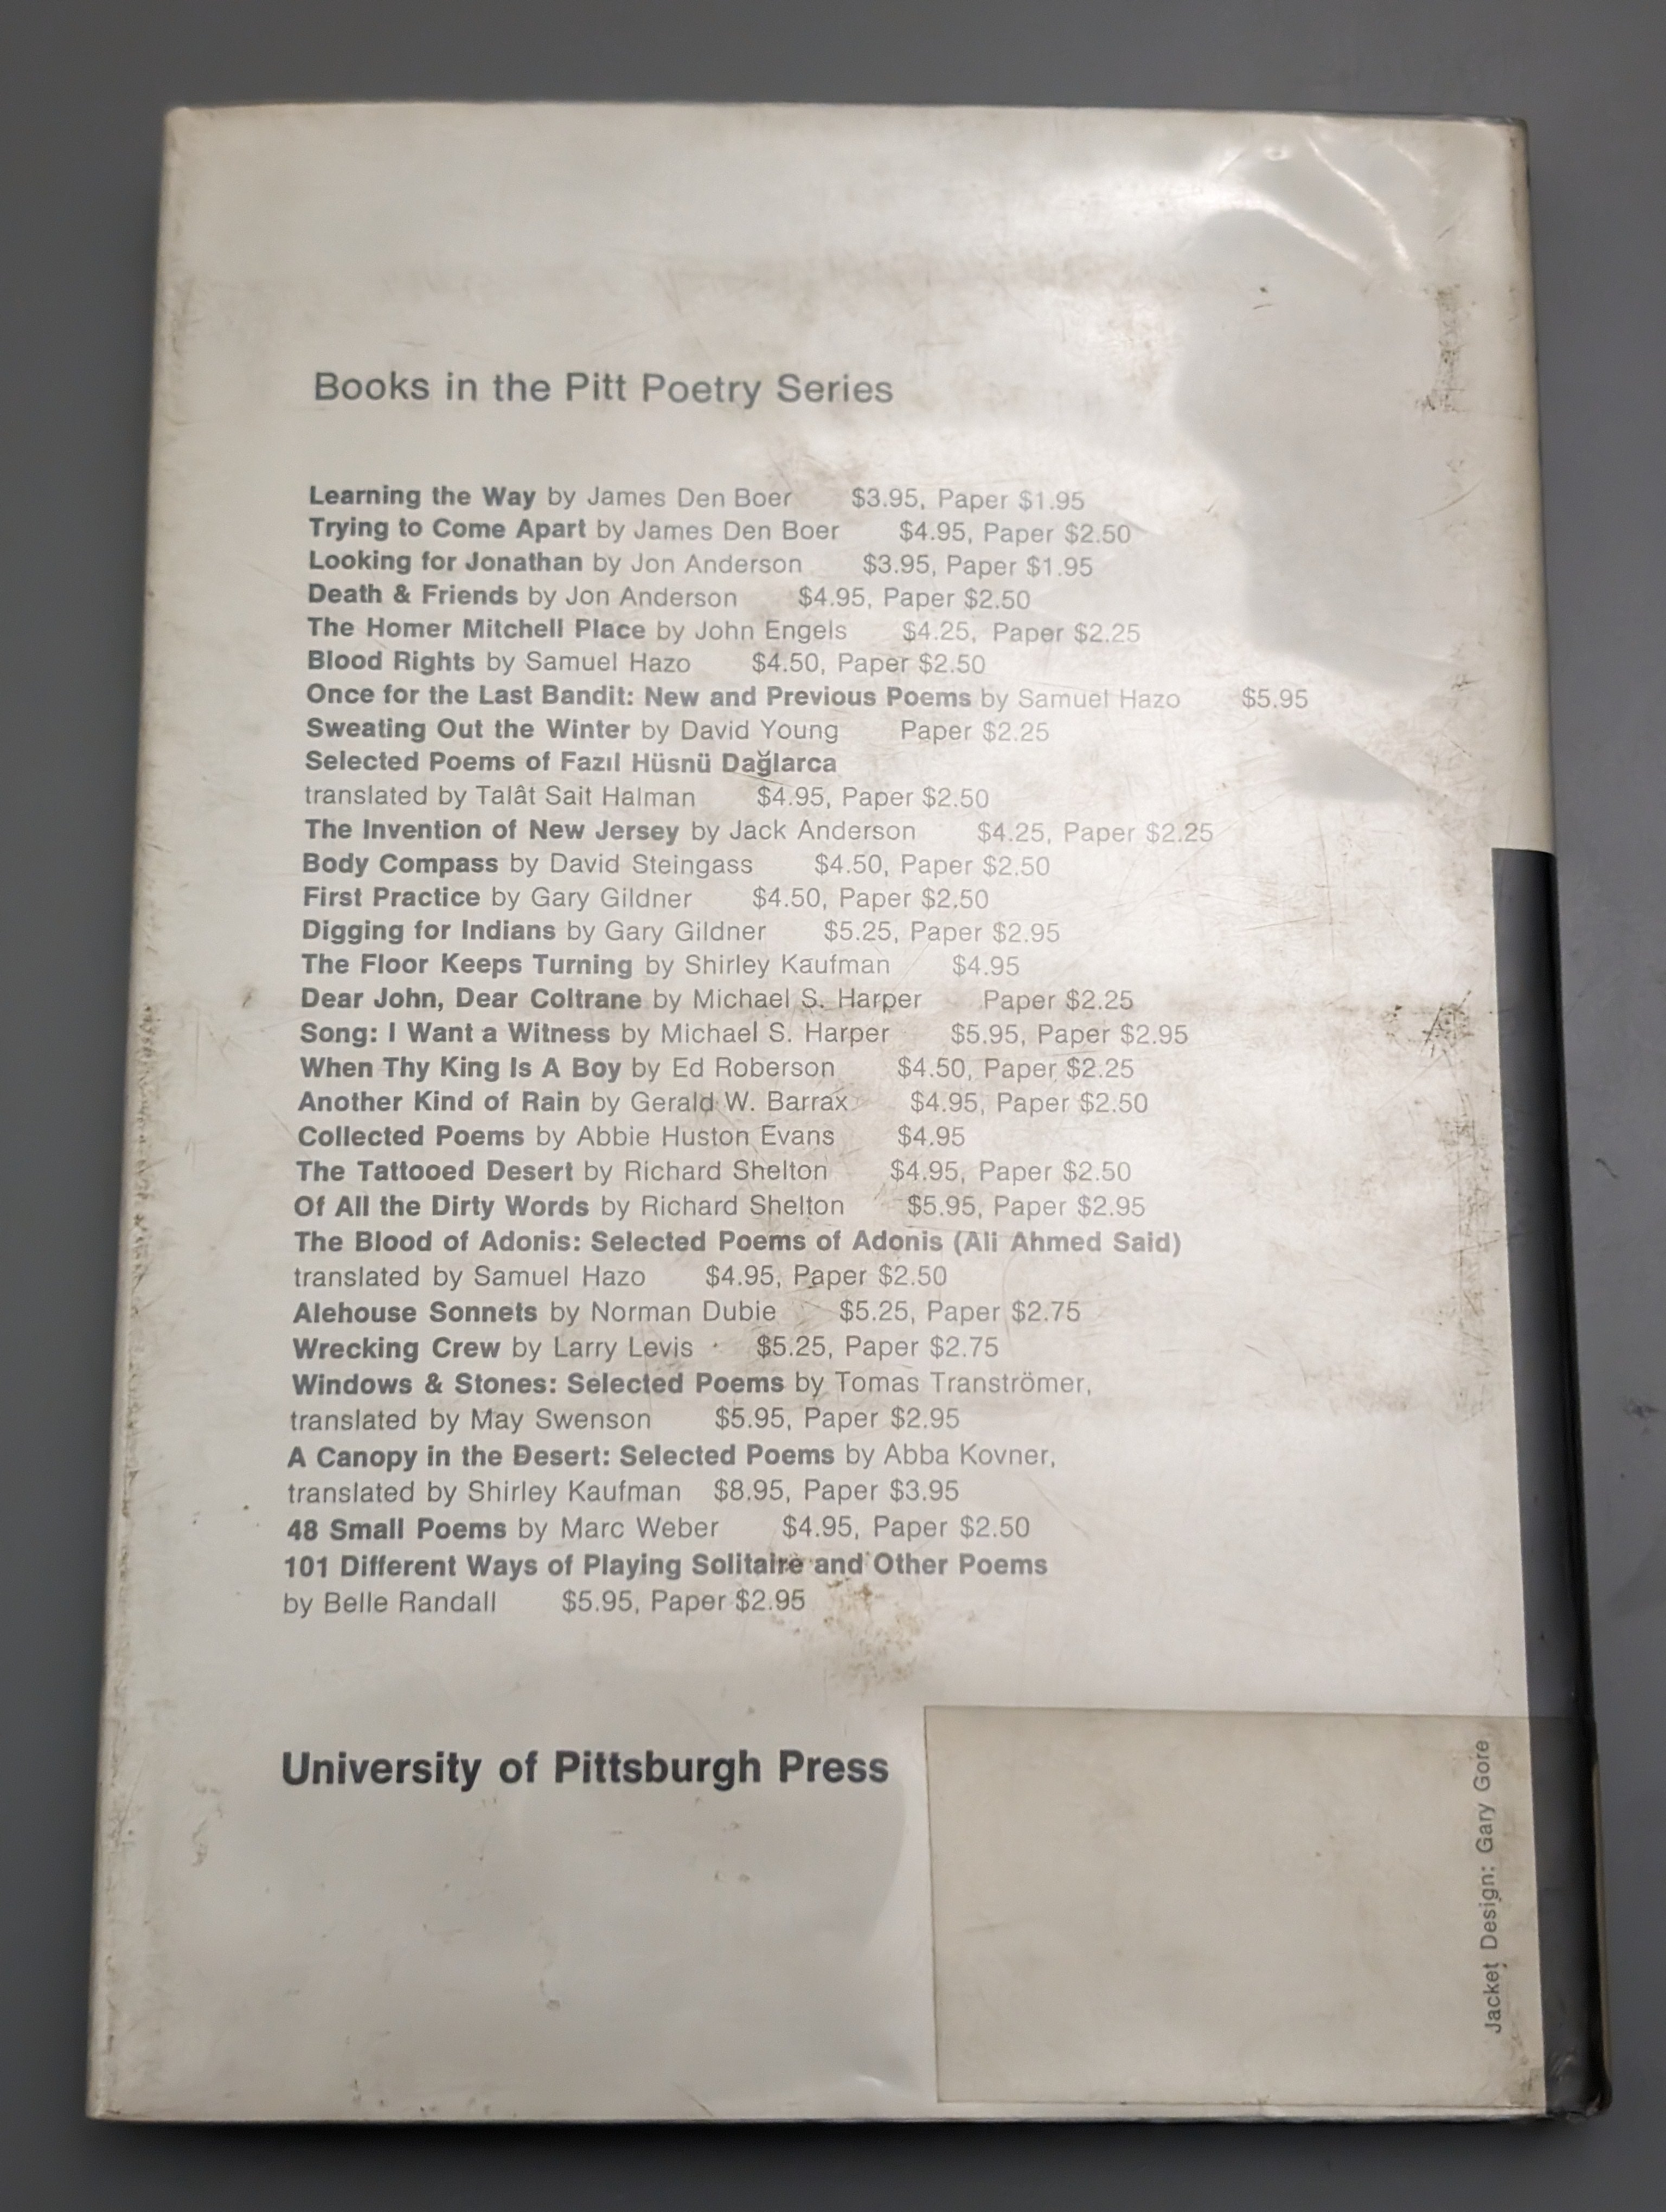 Books in the Pitt Poetry Series
Learning the Way by James Den Boer $3.95, Paper $1.95
Trying to Come Apart by James Den Boer $4.95, Paper $2.50
Looking for Jonathan by Jon Anderson $3.95, Paper $1.95
Death & Friends by Jon Anderson $4.95, Paper $2.50
The Homer Mitchell Place by John Engels $4.25, Paper $2.25
Blood Rights by Samuel Hazo $4.50, Paper $2.50
Once for the Last Bandit: New and Previous Poems by Samuel Hazo $5.95
Sweating Out the Winter by David Young Paper $2.25
Selected Poems of Fazıl Hüsnü Dağlarca
translated by Talât Sait Halman $4.95, Paper $2.50
The Invention of New Jersey by Jack Anderson $4.25, Paper $2.25
Body Compass by David Steingass $4.50, Paper $2.50
First Practice by Gary Gildner $4.50, Paper $2.50
Digging for Indians by Gary Gildner $5.25, Paper $2.95
The Floor Keeps Turning by Shirley Kaufman $4.95
Dear John, Dear Coltrane by Michael S. Harper Paper $2.25
Song: I Want a Witness by Michael S. Harper $5.95, Paper $2.95
When Thy King Is A Boy by Ed Roberson $4.50, Paper $2.25
Another Kind of Rain by Gerald W. Barrax $4.95, Paper $2.50
Collected Poems by Abbie Huston Evans $4.95
The Tattooed Desert by Richard Shelton $4.95, Paper $2.50
Of All the Dirty Words by Richard Shelton $5.95, Paper $2.95
The Blood of Adonis: Selected Poems of Adonis (Ali Ahmed Said)
translated by Samuel Hazo $4.95, Paper $2.50
Alehouse Sonnets by Norman Dubie $5.25, Paper $2.75
Wrecking Crew by Larry Levis $5.25, Paper $2.75
Windows & Stones: Selected Poems by Tomas Tranströmer,
translated by May Swenson $5.95, Paper $2.95
A Canopy in the Desert: Selected Poems by Abba Kovner,
translated by Shirley Kaufman $8.95, Paper $3.95
48 Small Poems by Marc Weber $4.95, Paper $2.50
101 Different Ways of Playing Solitaire and Other Poems
by Belle Randall $5.95, Paper $2.95
University of Pittsburgh Press
Jacket Design: Gary Gore